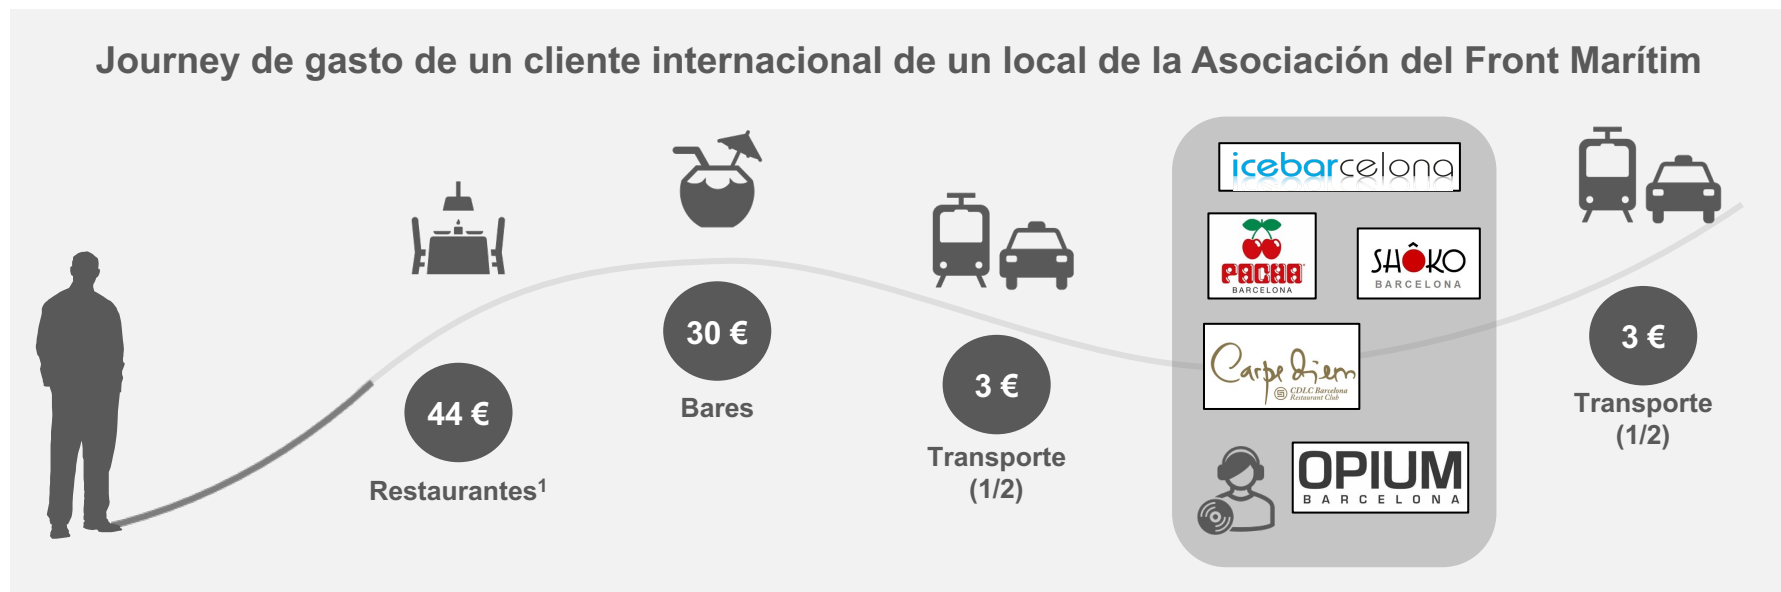 Journey de gasto de un cliente internacional de un local de la Asociación del Front Marítim
44 €
Restaurantes¹
30 €
Bares
3 €
Transporte
(1/2)
icebarcelona
PACHA
BARCELONA
SHÔKO
BARCELONA
Carpe Diem
CDLC Barcelona
Restaurant Club
OPIUM
BARCELONA
3 €
Transporte
(1/2)